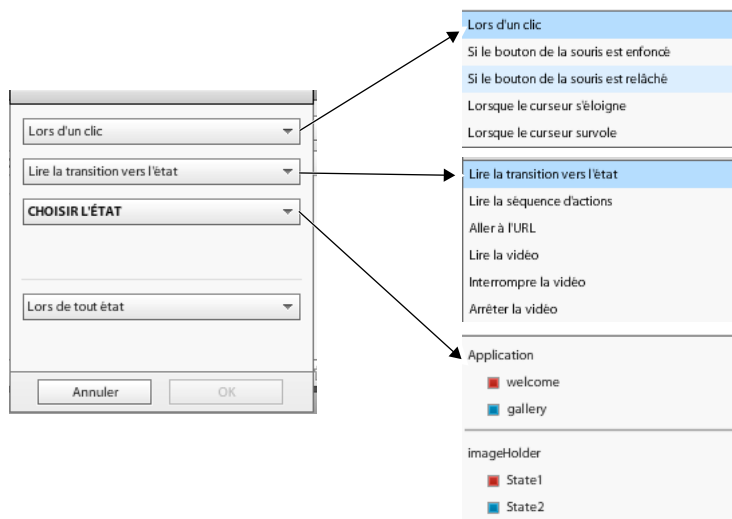 Lors d'un clic
Lire la transition vers l'état
CHOISIR L'ÉTAT
Lors de tout état
Annuler
OK
Lors d'un clic
Si le bouton de la souris est enfoncé
Si le bouton de la souris est relâché
Lorsque le curseur s'éloigne
Lorsque le curseur survole
Lire la transition vers l'état
Lire la séquence d'actions
Aller à l'URL
Lire la vidéo
Interrompre la vidéo
Arrêter la vidéo
Application
welcome
gallery
imageHolder
State1
State2